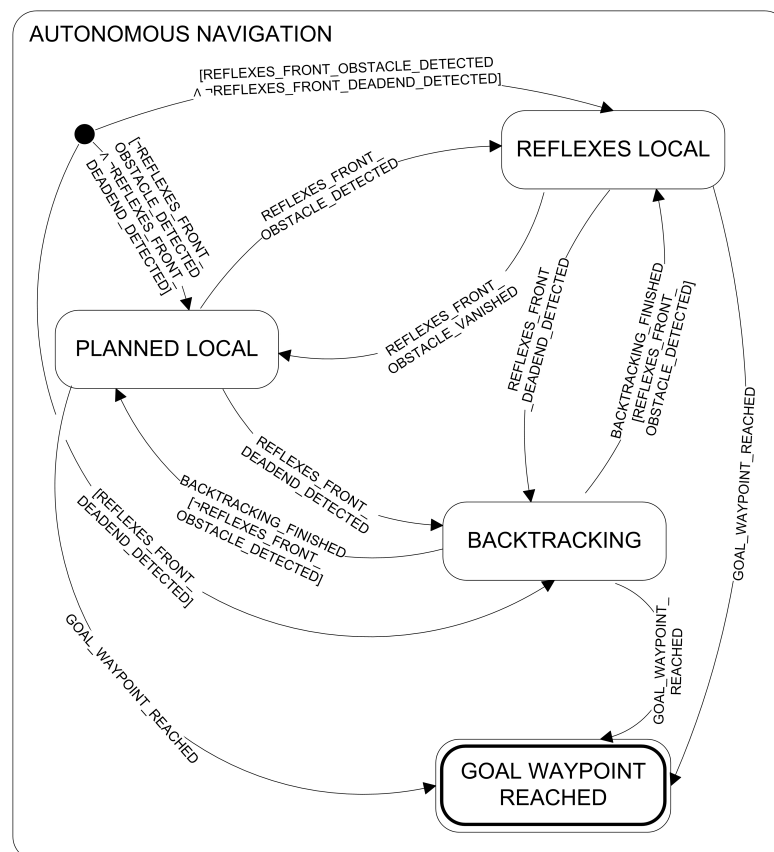 AUTONOMOUS NAVIGATION
[REFLEXES_FRONT_OBSTACLE_DETECTED
∧ ¬REFLEXES_FRONT_DEADEND_DETECTED]
REFLEXES LOCAL
[¬REFLEXES_FRONT_
OBSTACLE_DETECTED
∧ ¬REFLEXES_FRONT_
DEADEND_DETECTED]
REFLEXES_FRONT_
OBSTACLE_DETECTED
REFLEXES_FRONT_
OBSTACLE_VANISHED
REFLEXES_FRONT
_DEADEND_DETECTED
BACKTRACKING_FINISHED
[REFLEXES_FRONT_
OBSTACLE_DETECTED]
GOAL_WAYPOINT_REACHED
PLANNED LOCAL
REFLEXES_FRONT_
DEADEND_DETECTED
BACKTRACKING_FINISHED
[¬REFLEXES_FRONT_
OBSTACLE_DETECTED]
[REFLEXES_FRONT_
DEADEND_DETECTED]
BACKTRACKING
GOAL_WAYPOINT_REACHED
GOAL_WAYPOINT_
REACHED
GOAL WAYPOINT
REACHED